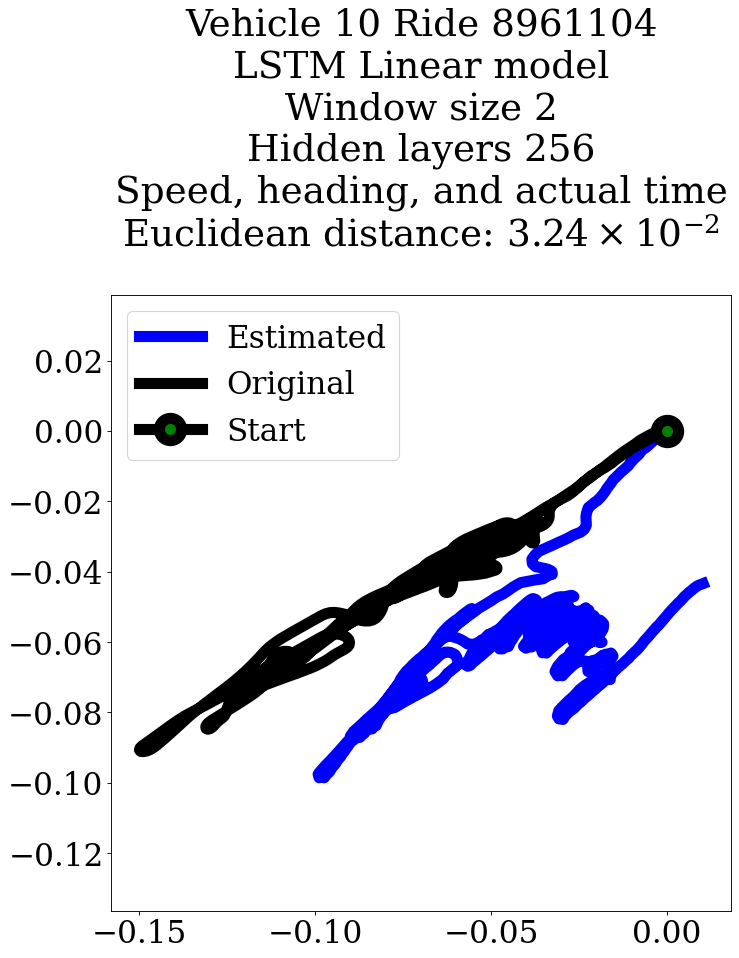 Vehicle 10 Ride 8961104
LSTM Linear model
Window size 2
Hidden layers 256
Speed, heading, and actual time
Euclidean distance: 3.24 × 10⁻²
Estimated
Original
Start
0.02
0.00
−0.02
−0.04
−0.06
−0.08
−0.10
−0.12
−0.15
−0.10
−0.05
0.00